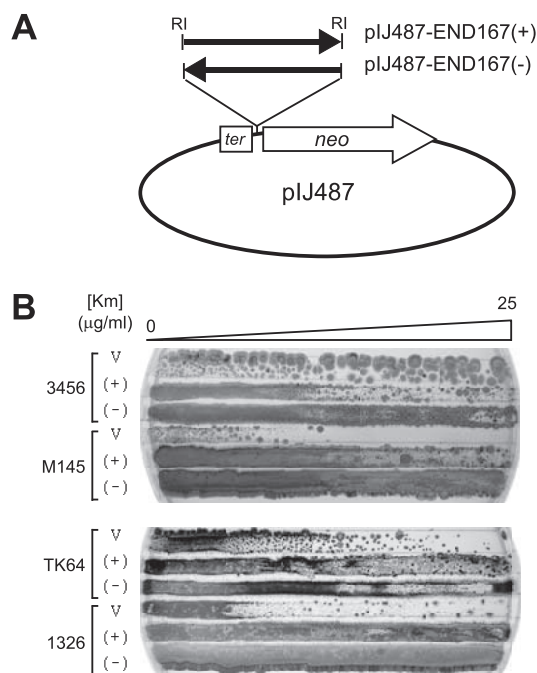 A
RI RI
pIJ487-END167(+)
pIJ487-END167(-)
ter neo
pIJ487
B
[Km]
(μg/ml)
0 25
3456
V
(+)
(-)
M145
V
(+)
(-)
TK64
V
(+)
(-)
1326
V
(+)
(-)